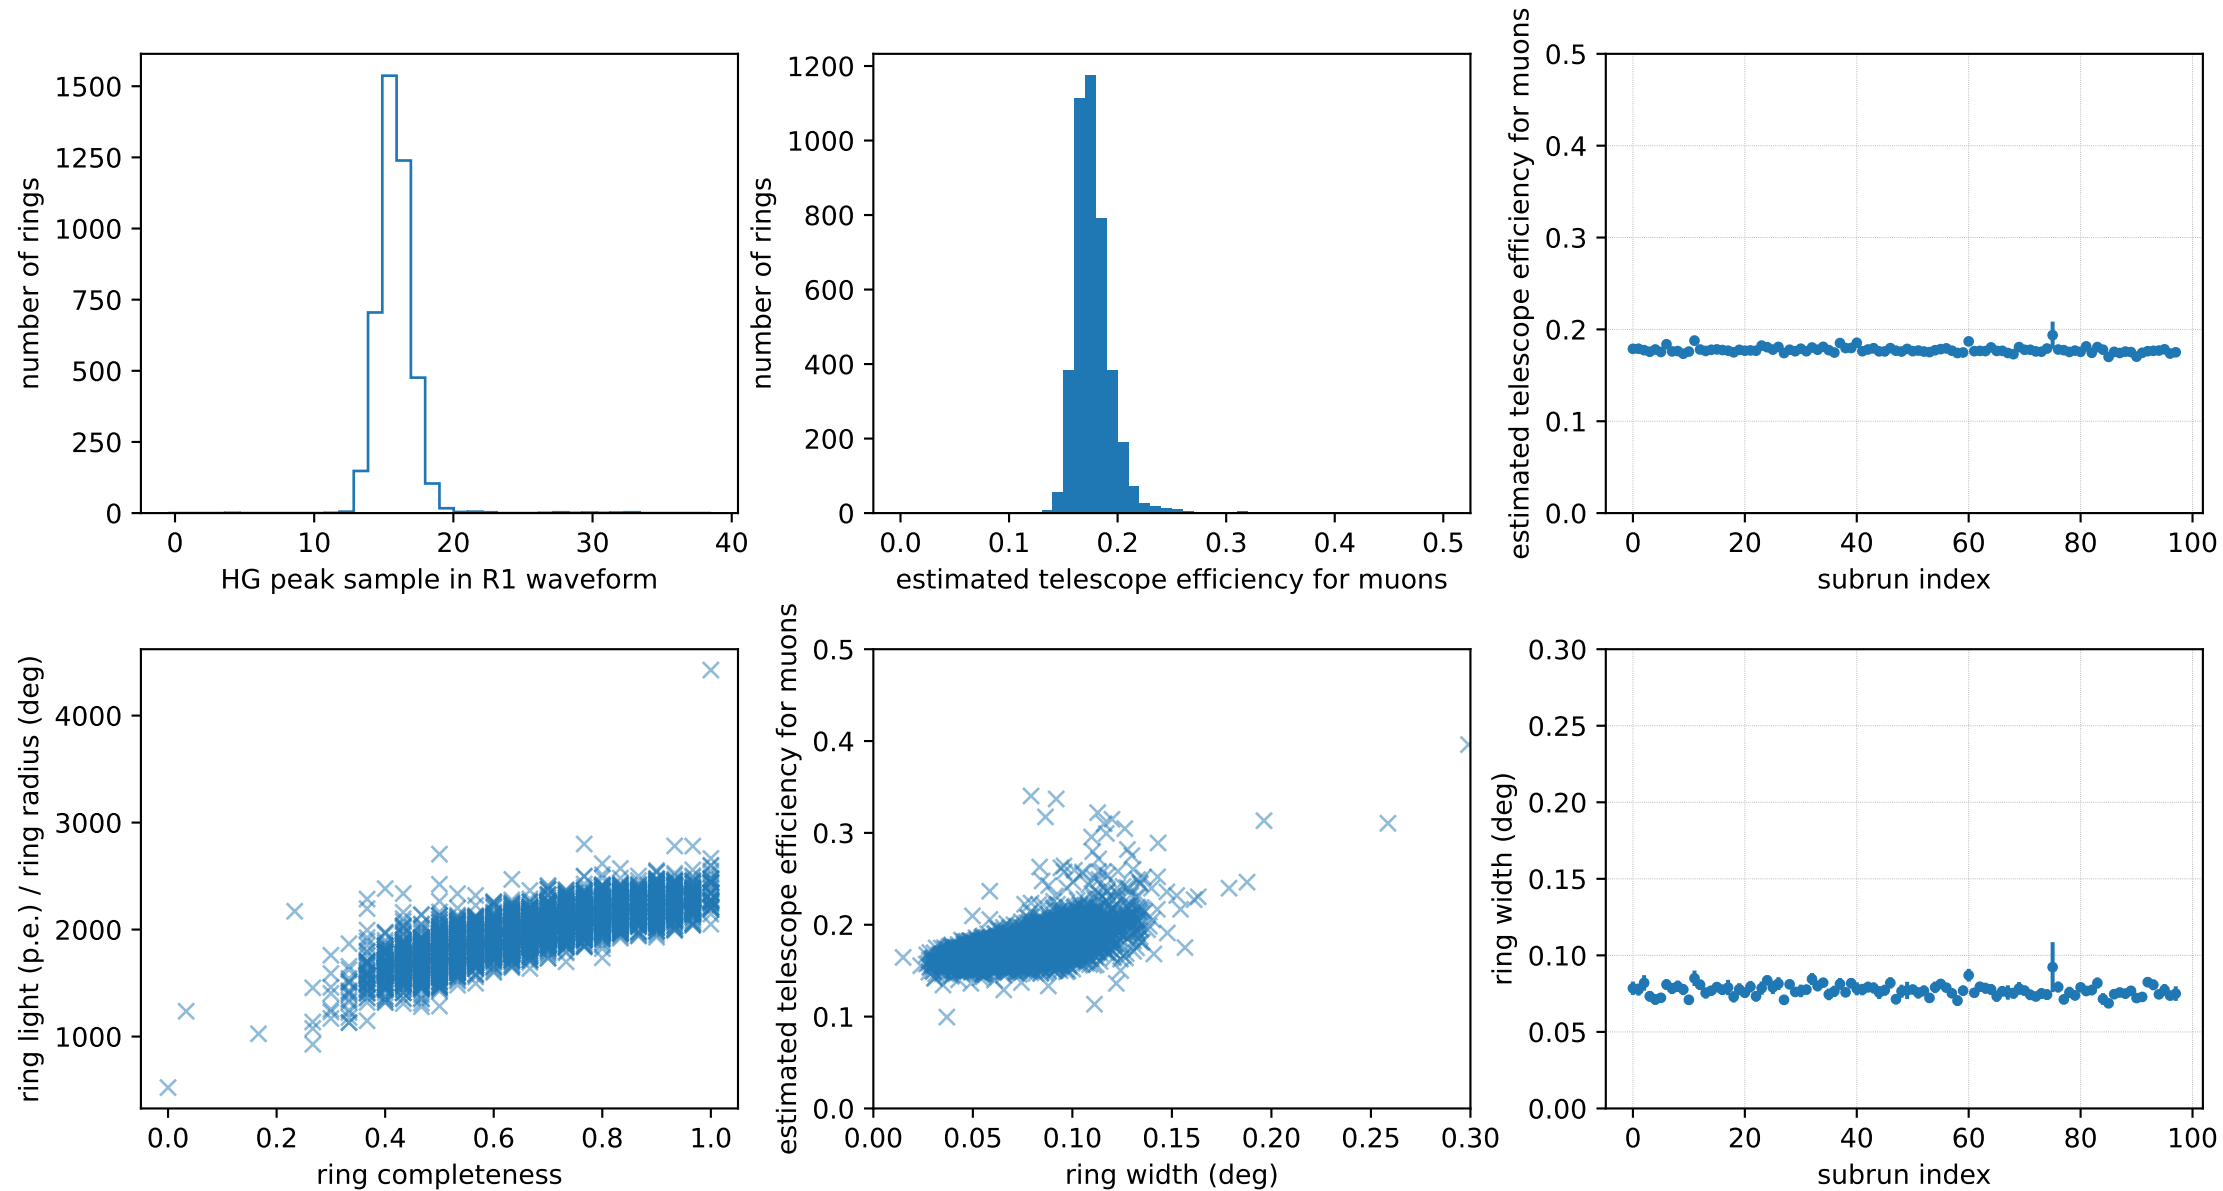 number of rings
1500
1250
1000
750
500
250
0
0 10 20 30 40
HG peak sample in R1 waveform
number of rings
1200
1000
800
600
400
200
0
0.0 0.1 0.2 0.3 0.4 0.5
estimated telescope efficiency for muons
estimated telescope efficiency for muons
0.5
0.4
0.3
0.2
0.1
0.0
0 20 40 60 80 100
subrun index
ring light (p.e.) / ring radius (deg)
4000
3000
2000
1000
0.0 0.2 0.4 0.6 0.8 1.0
ring completeness
estimated telescope efficiency for muons
0.5
0.4
0.3
0.2
0.1
0.0
0.00 0.05 0.10 0.15 0.20 0.25 0.30
ring width (deg)
ring width (deg)
0.30
0.25
0.20
0.15
0.10
0.05
0.00
0 20 40 60 80 100
subrun index